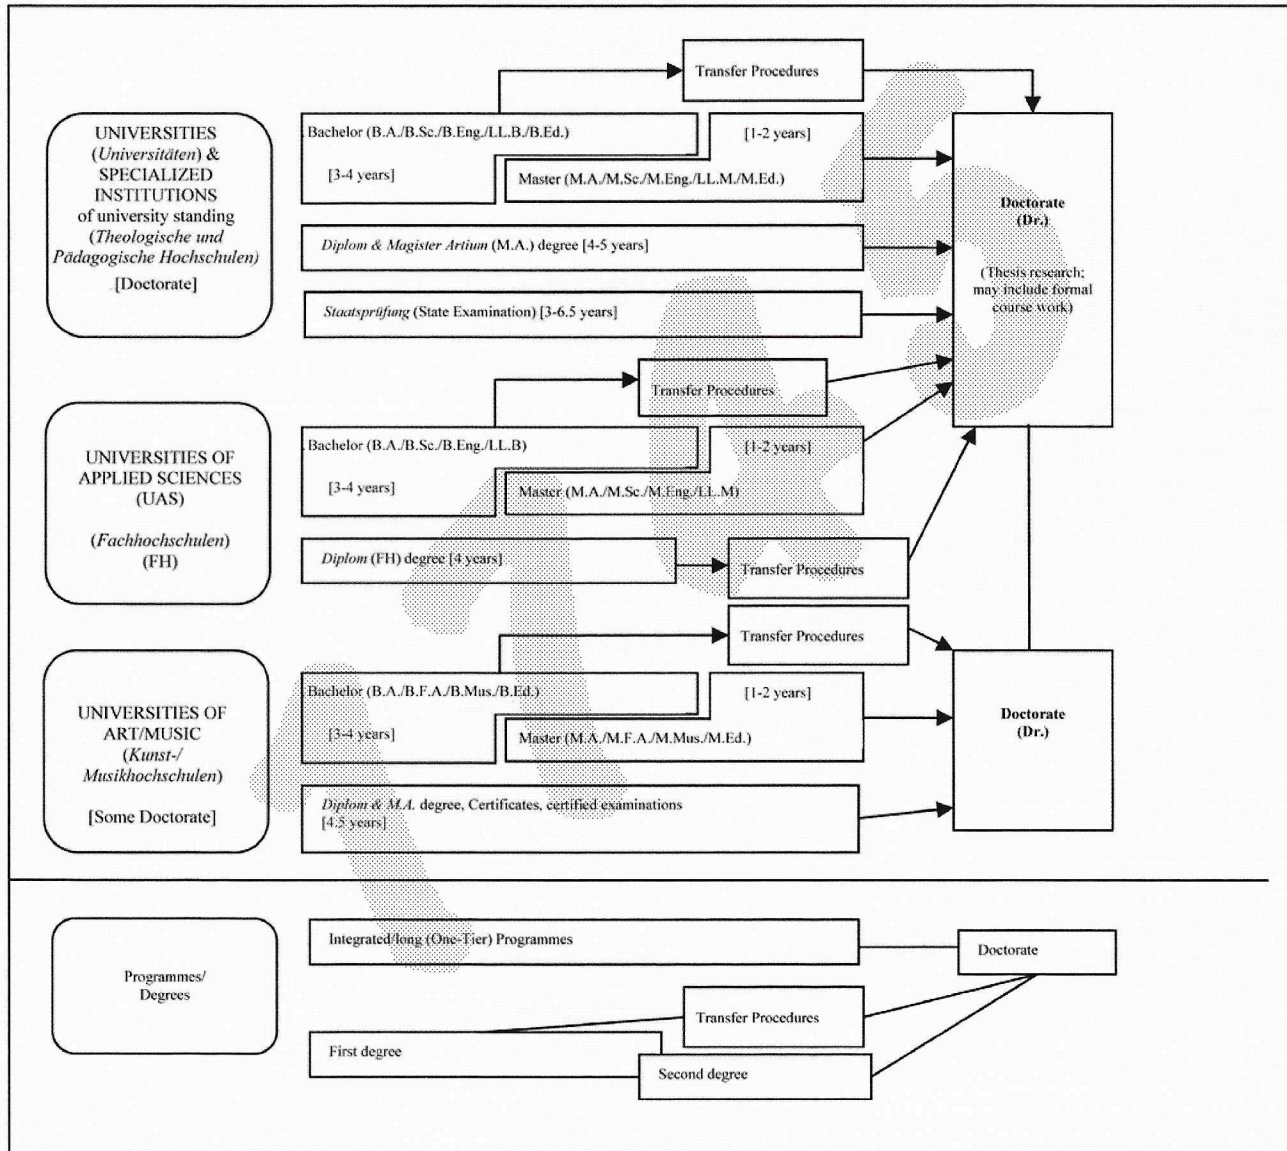 Transfer Procedures
UNIVERSITIES
(Universitäten) &
SPECIALIZED
INSTITUTIONS
of university standing
(Theologische und
Pädagogische Hochschulen)
[Doctorate]
Bachelor (B.A./B.Sc./B.Eng./LL.B./B.Ed.)
[3-4 years]
[1-2 years]
Master (M.A./M.Sc./M.Eng./LL.M./M.Ed.)
Diplom & Magister Artium (M.A.) degree [4-5 years]
Staatsprüfung (State Examination) [3-6.5 years]
Doctorate
(Dr.)
(Thesis research;
may include formal
course work)
Transfer Procedures
UNIVERSITIES OF
APPLIED SCIENCES
(UAS)
(Fachhochschulen)
(FH)
Bachelor (B.A./B.Sc./B.Eng./LL.B)
[3-4 years]
[1-2 years]
Master (M.A./M.Sc./M.Eng./LL.M)
Diplom (FH) degree [4 years]
Transfer Procedures
Transfer Procedures
UNIVERSITIES OF
ART/MUSIC
(Kunst-/
Musikhochschulen)
[Some Doctorate]
Bachelor (B.A./B.F.A./B.Mus./B.Ed.)
[3-4 years]
[1-2 years]
Master (M.A./M.F.A./M.Mus./M.Ed.)
Diplom & M.A. degree, Certificates, certified examinations
[4.5 years]
Doctorate
(Dr.)
Programmes/
Degrees
Integrated/long (One-Tier) Programmes
Doctorate
Transfer Procedures
First degree
Second degree